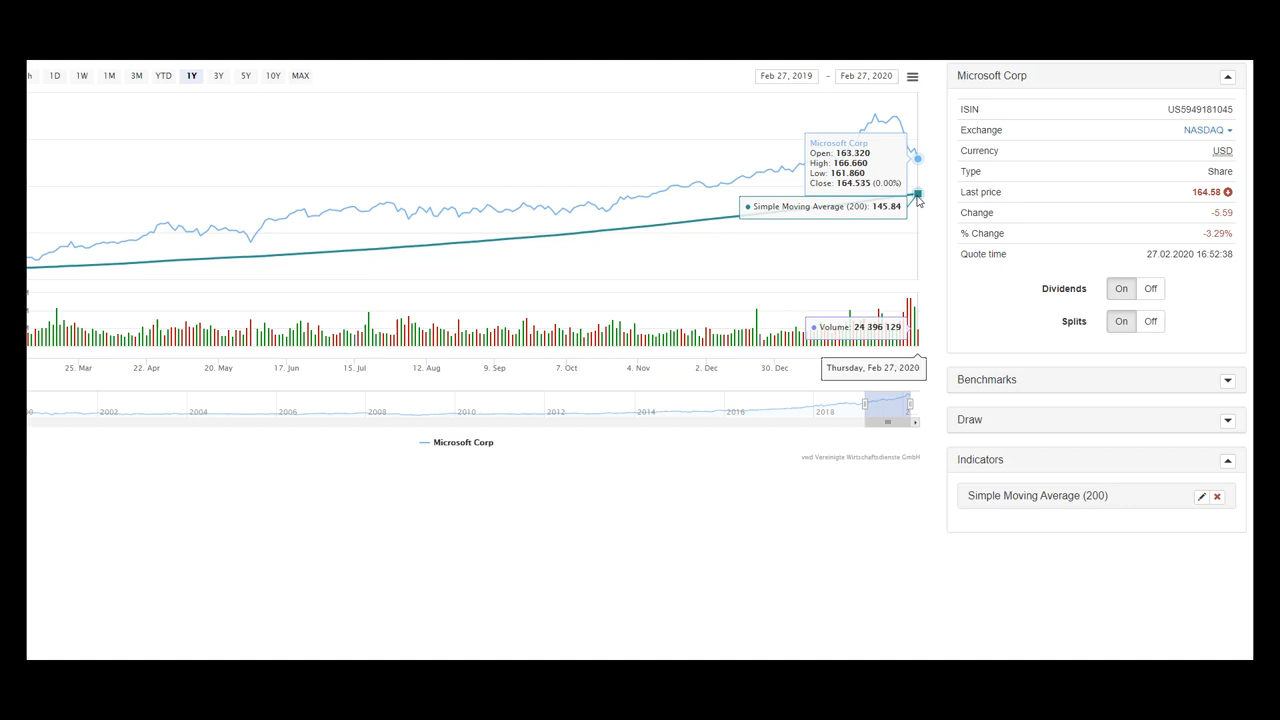 h 1D 1W 1M 3M YTD 1Y 3Y 5Y 10Y MAX
Feb 27, 2019 – Feb 27, 2020
Microsoft Corp
Open: 163.320
High: 166.660
Low: 161.860
Close: 164.535 (0.00%)
Simple Moving Average (200): 145.84
Volume: 24 396 129
25. Mar 22. Apr 20. May 17. Jun 15. Jul 12. Aug 9. Sep 7. Oct 4. Nov 2. Dec 30. Dec
Thursday, Feb 27, 2020
2002 2004 2006 2008 2010 2012 2014 2016 2018
Microsoft Corp
vwd Vereinigte Wirtschaftsdienste GmbH
Microsoft Corp
ISIN US5949181045
Exchange NASDAQ
Currency USD
Type Share
Last price 164.58
Change -5.59
% Change -3.29%
Quote time 27.02.2020 16:52:38
Dividends On Off
Splits On Off
Benchmarks
Draw
Indicators
Simple Moving Average (200)